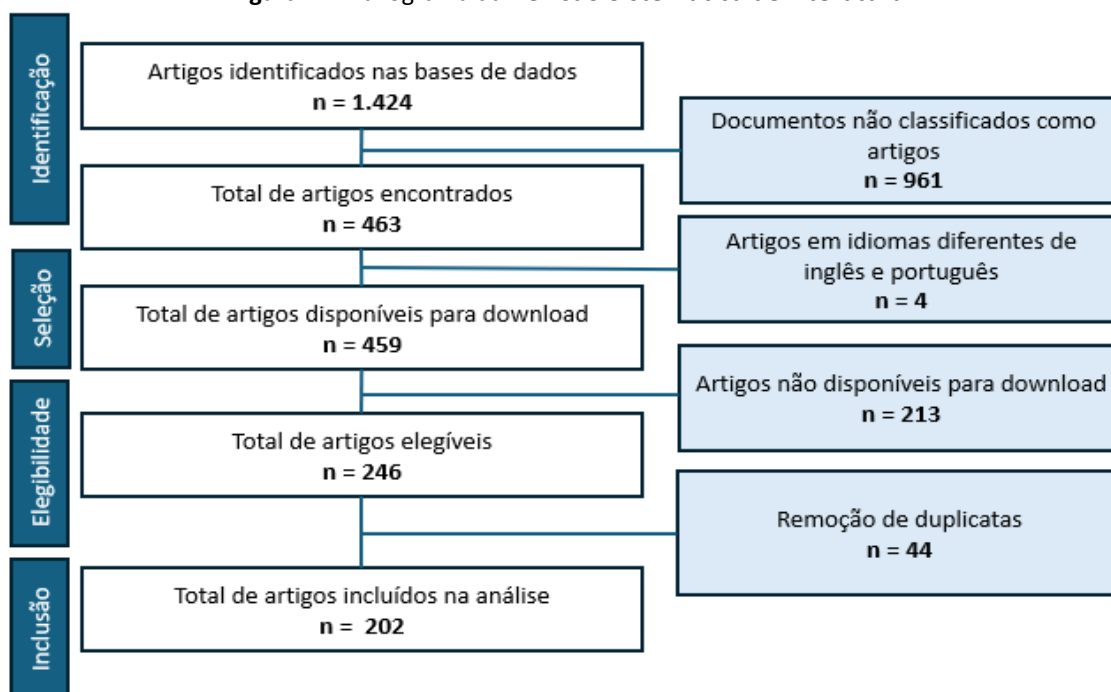 Identificação
Artigos identificados nas bases de dados
n = 1.424
Documentos não classificados como
artigos
n = 961
Total de artigos encontrados
n = 463
Artigos em idiomas diferentes de
inglês e português
n = 4
Seleção
Total de artigos disponíveis para download
n = 459
Artigos não disponíveis para download
n = 213
Elegibilidade
Total de artigos elegíveis
n = 246
Remoção de duplicatas
n = 44
Inclusão
Total de artigos incluídos na análise
n = 202